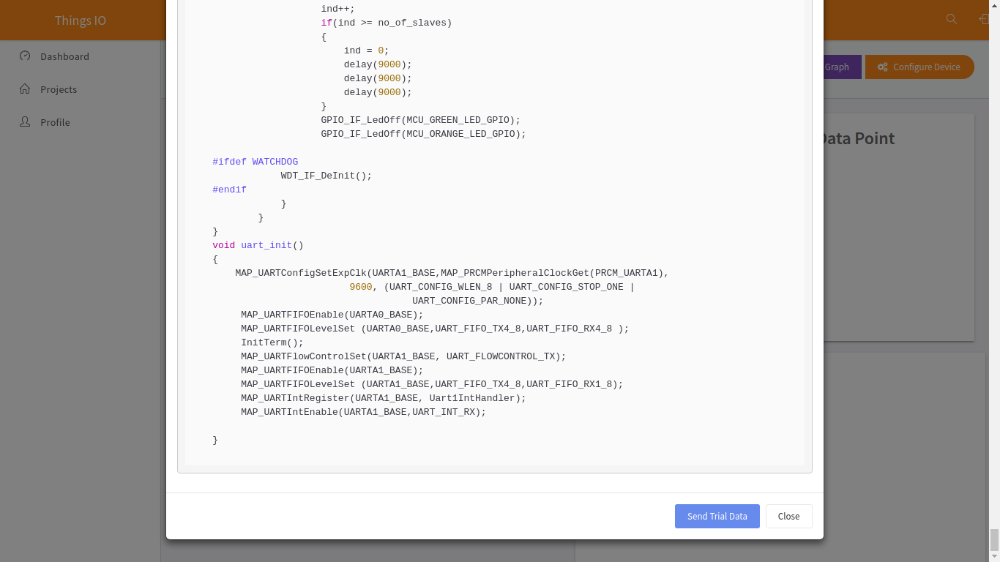 Things IO
Dashboard
Projects
Profile
Graph
Configure Device
Data Point
ind++;
if(ind >= no_of_slaves)
{
ind = 0;
delay(9000);
delay(9000);
delay(9000);
}
GPIO_IF_LedOff(MCU_GREEN_LED_GPIO);
GPIO_IF_LedOff(MCU_ORANGE_LED_GPIO);
#ifdef WATCHDOG
WDT_IF_DeInit();
#endif
}
}
}
void uart_init()
{
MAP_UARTConfigSetExpClk(UARTA1_BASE,MAP_PRCMPeripheralClockGet(PRCM_UARTA1),
9600, (UART_CONFIG_WLEN_8 | UART_CONFIG_STOP_ONE |
UART_CONFIG_PAR_NONE));
MAP_UARTFIFOEnable(UARTA0_BASE);
MAP_UARTFIFOLevelSet (UARTA0_BASE,UART_FIFO_TX4_8,UART_FIFO_RX4_8 );
InitTerm();
MAP_UARTFlowControlSet(UARTA1_BASE, UART_FLOWCONTROL_TX);
MAP_UARTFIFOEnable(UARTA1_BASE);
MAP_UARTFIFOLevelSet (UARTA1_BASE,UART_FIFO_TX4_8,UART_FIFO_RX1_8);
MAP_UARTIntRegister(UARTA1_BASE, Uart1IntHandler);
MAP_UARTIntEnable(UARTA1_BASE,UART_INT_RX);
}
Send Trial Data
Close